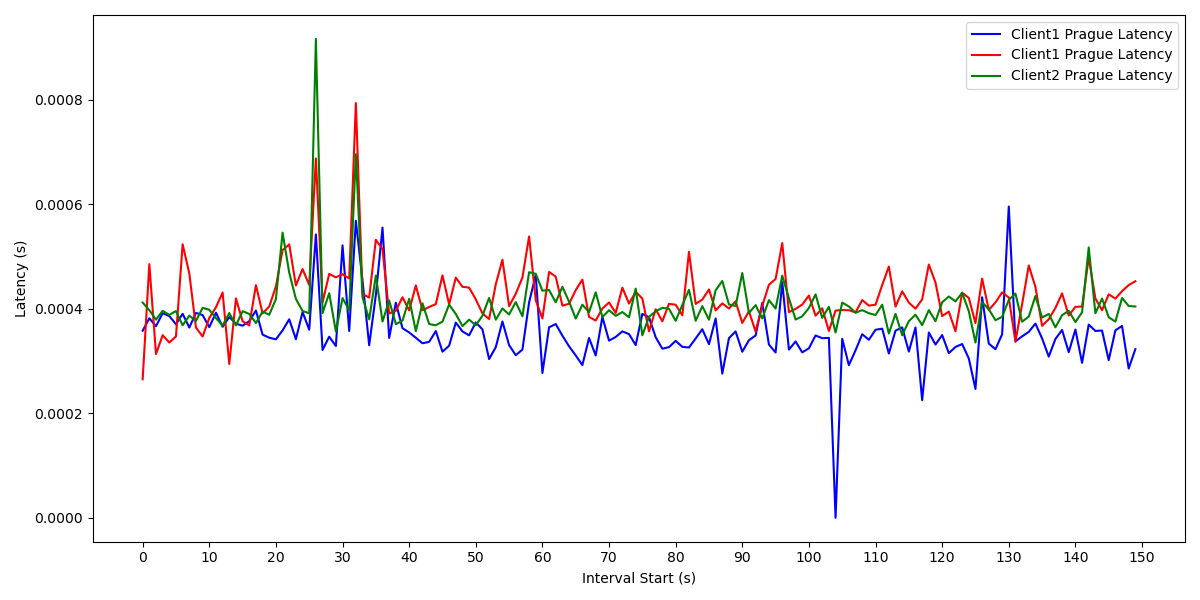 Client1 Prague Latency
Client1 Prague Latency
Client2 Prague Latency
Latency (s)
0.0008
0.0006
0.0004
0.0002
0.0000
0 10 20 30 40 50 60 70 80 90 100 110 120 130 140 150
Interval Start (s)